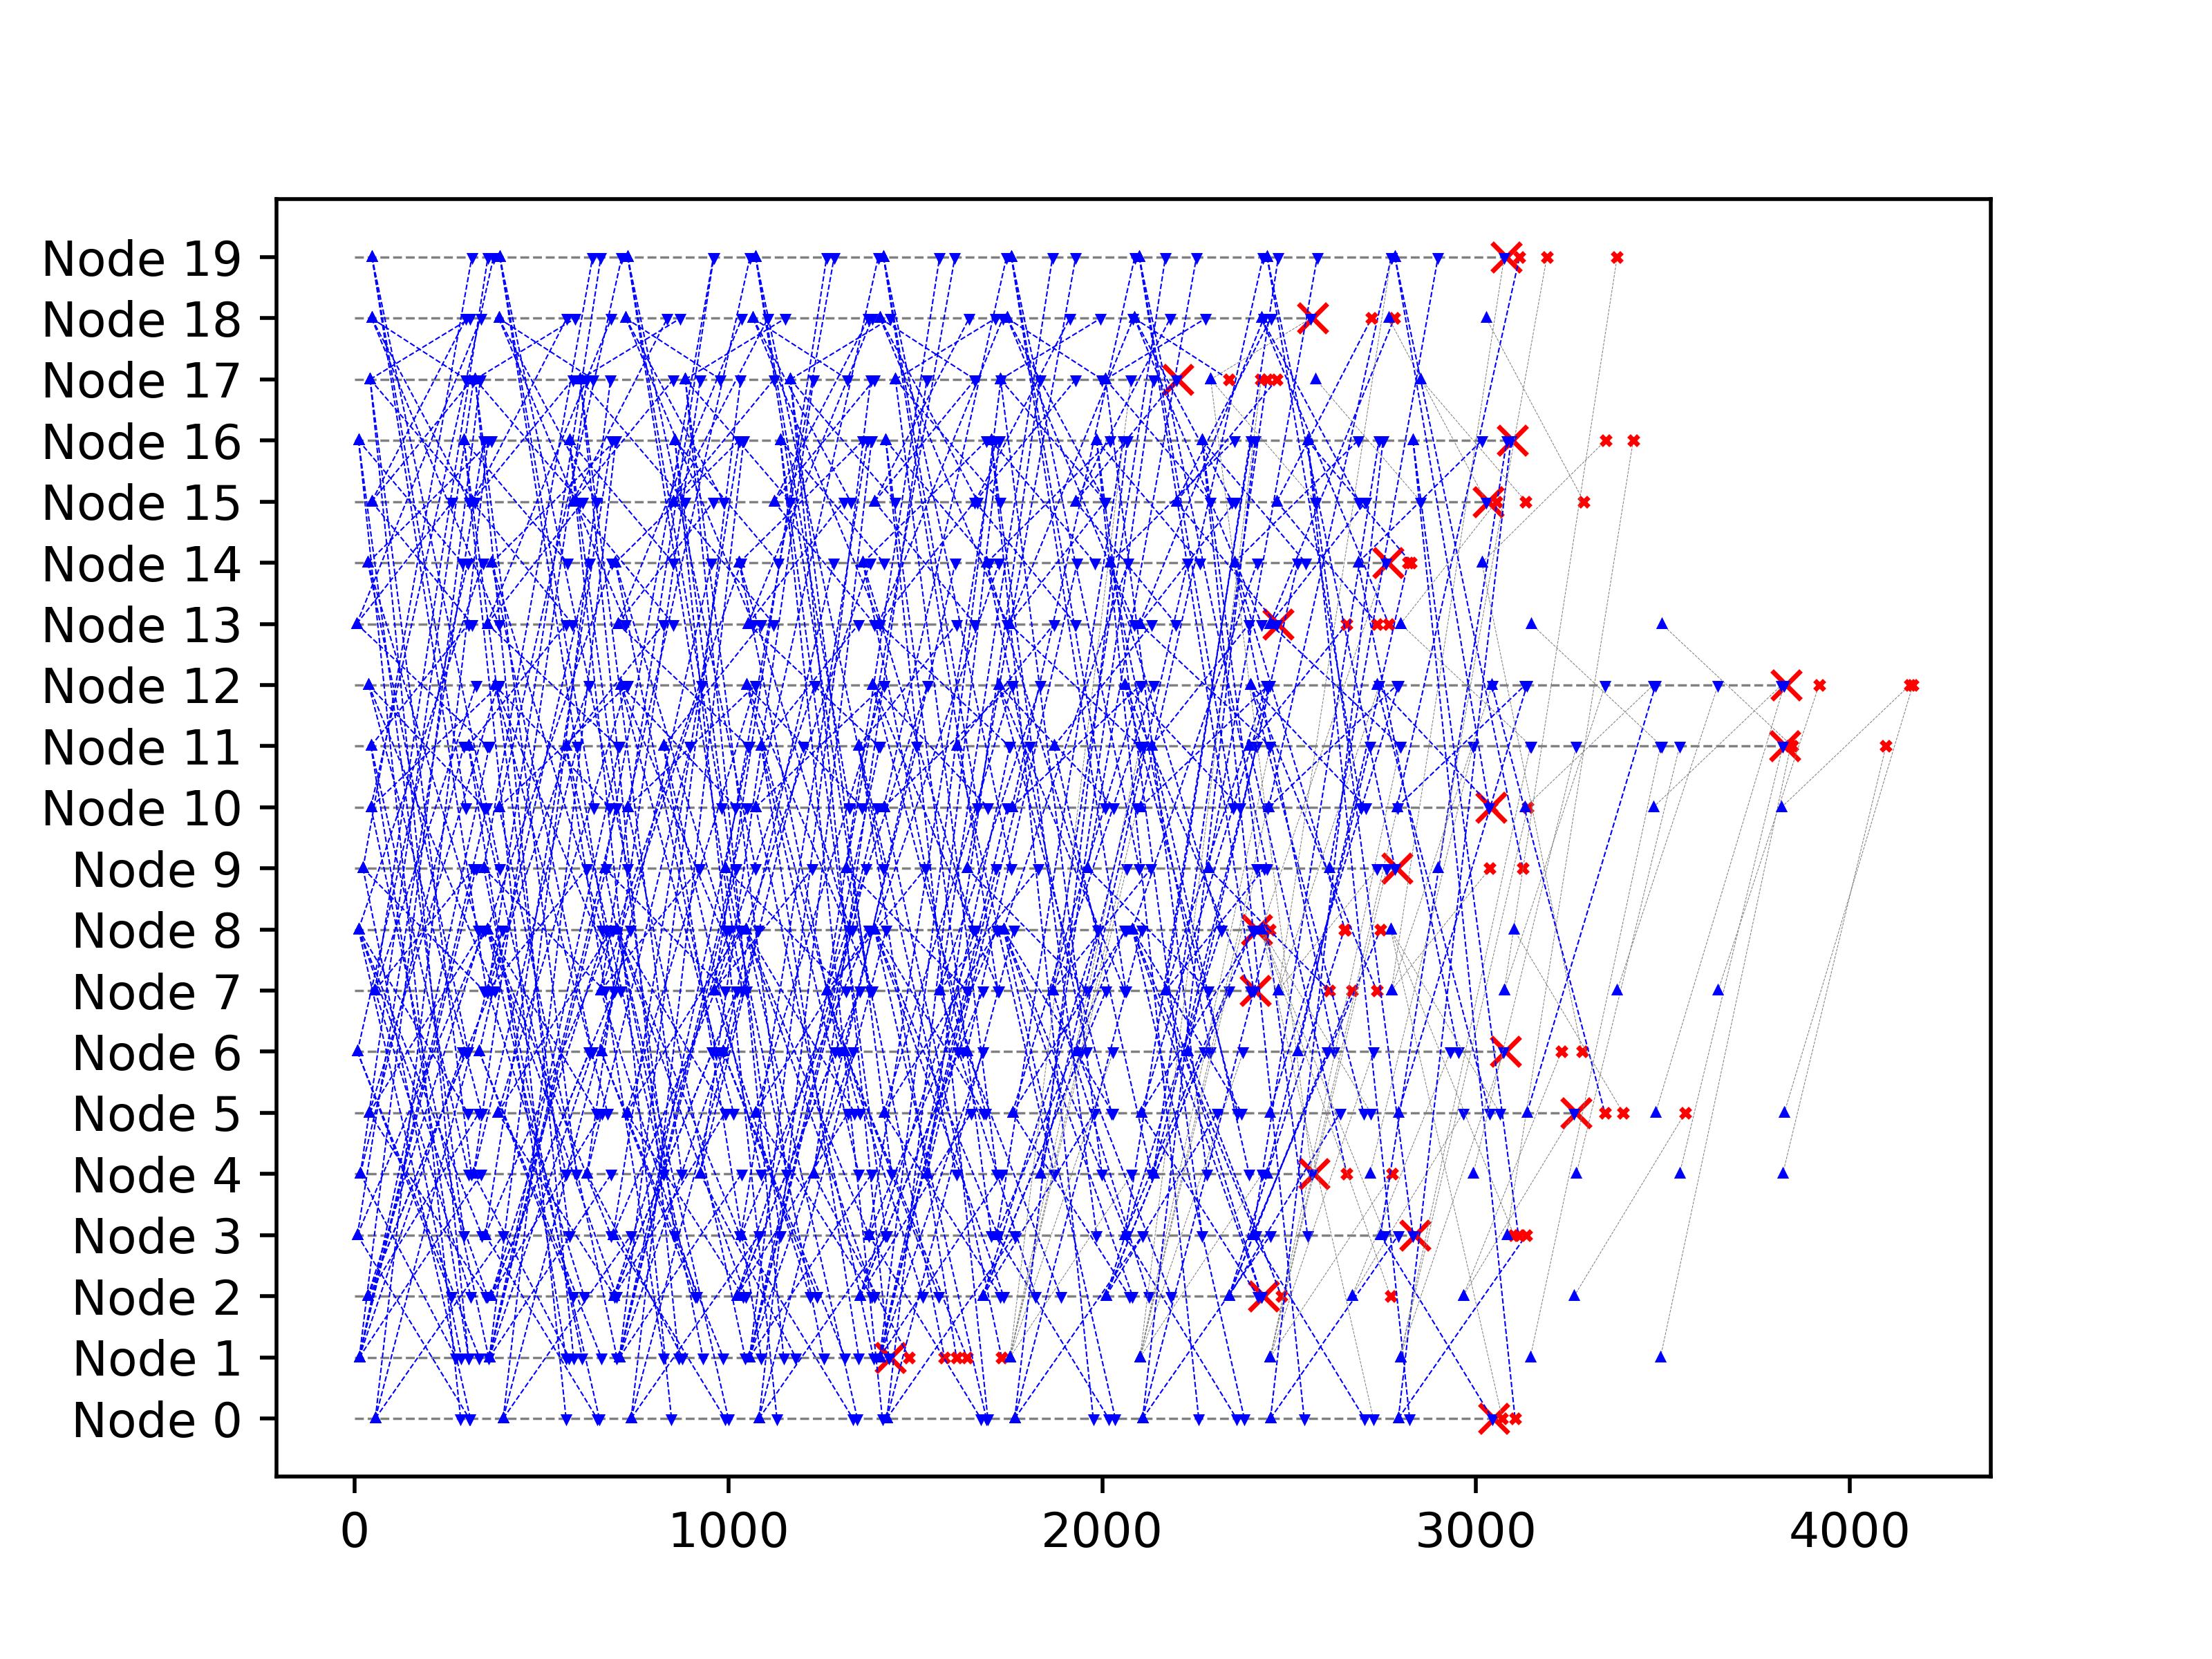 Node 19
Node 18
Node 17
Node 16
Node 15
Node 14
Node 13
Node 12
Node 11
Node 10
Node 9
Node 8
Node 7
Node 6
Node 5
Node 4
Node 3
Node 2
Node 1
Node 0
0 1000 2000 3000 4000